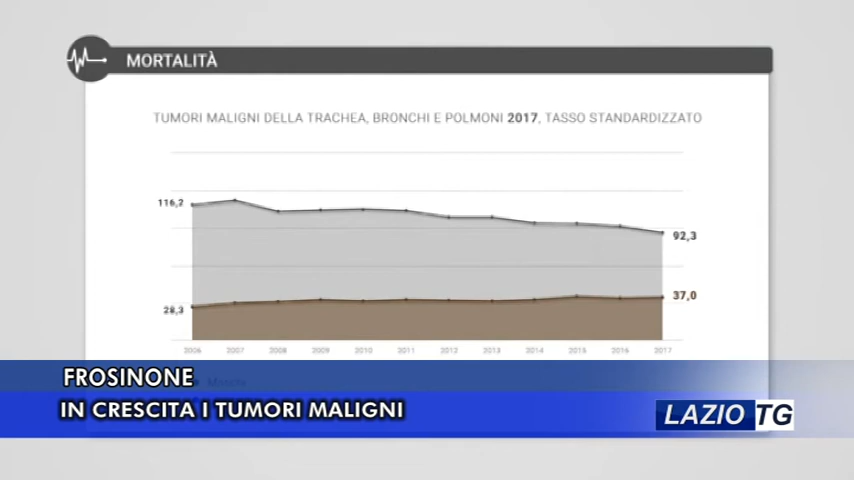 MORTALITÀ
TUMORI MALIGNI DELLA TRACHEA, BRONCHI E POLMONI 2017, TASSO STANDARDIZZATO
116,2
92,3
37,0
28,3
2006 2007 2008 2009 2010 2011 2012 2013 2014 2015 2016 2017
FROSINONE
IN CRESCITA I TUMORI MALIGNI
LAZIO TG